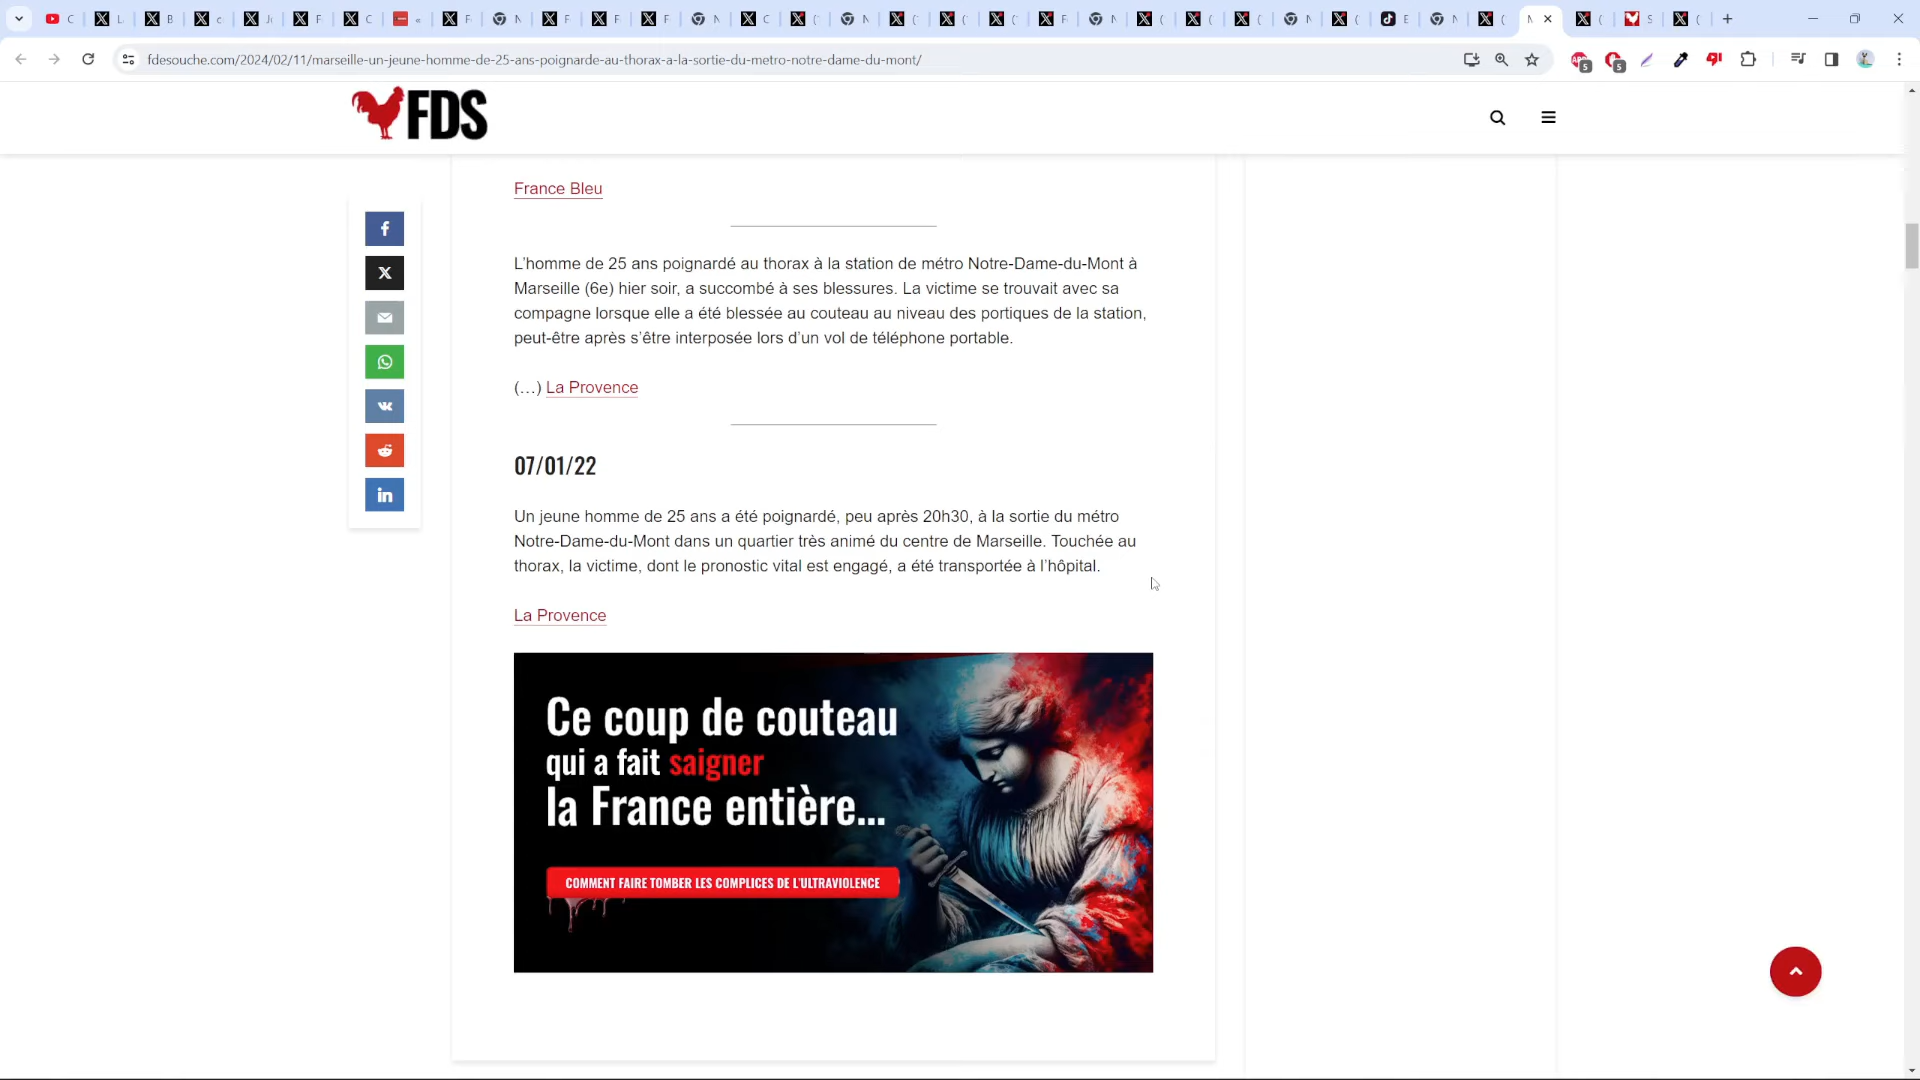 fdesouche.com/2024/02/11/marseille-un-jeune-homme-de-25-ans-poignarde-au-thorax-a-la-sortie-du-metro-notre-dame-du-mont/
FDS
France Bleu
L'homme de 25 ans poignardé au thorax à la station de métro Notre-Dame-du-Mont à
Marseille (6e) hier soir, a succombé à ses blessures. La victime se trouvait avec sa
compagne lorsque elle a été blessée au couteau au niveau des portiques de la station,
peut-être après s'être interposée lors d'un vol de téléphone portable.
(…) La Provence
07/01/22
Un jeune homme de 25 ans a été poignardé, peu après 20h30, à la sortie du métro
Notre-Dame-du-Mont dans un quartier très animé du centre de Marseille. Touchée au
thorax, la victime, dont le pronostic vital est engagé, a été transportée à l'hôpital.
La Provence
Ce coup de couteau
qui a fait saigner
la France entière...
COMMENT FAIRE TOMBER LES COMPLICES DE L'ULTRAVIOLENCE